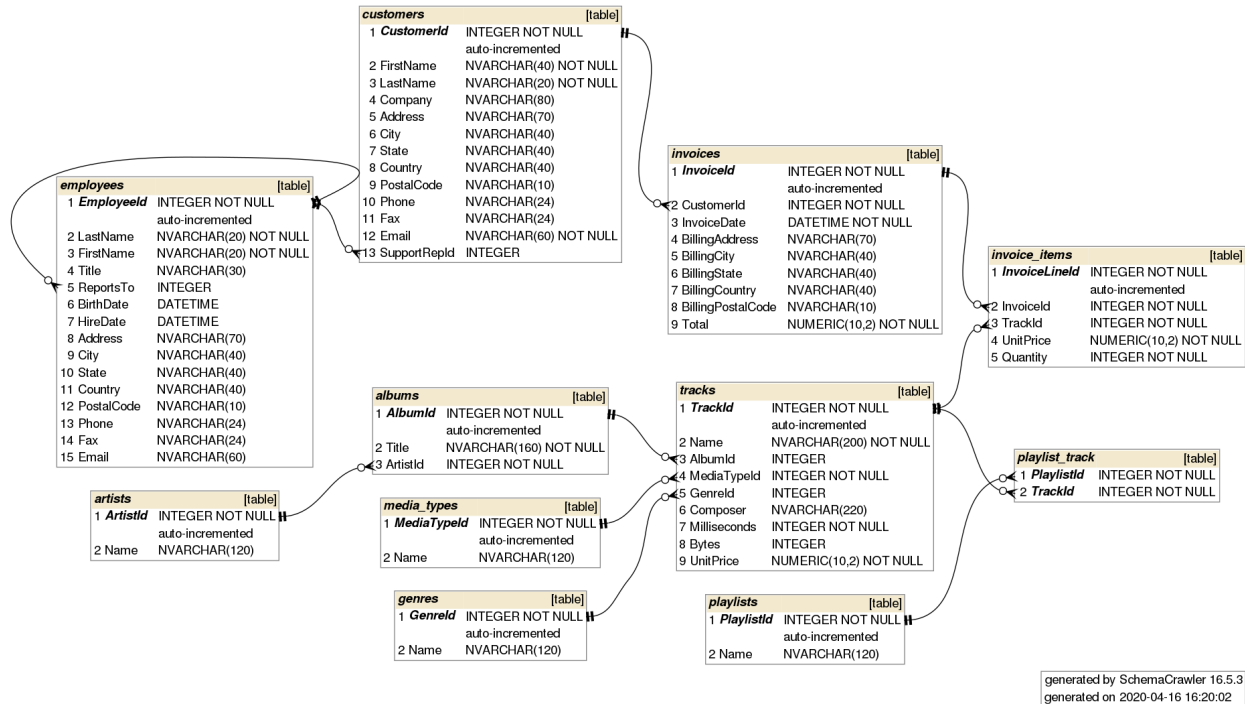 customers [table]
1 CustomerId INTEGER NOT NULL
auto-incremented
2 FirstName NVARCHAR(40) NOT NULL
3 LastName NVARCHAR(20) NOT NULL
4 Company NVARCHAR(80)
5 Address NVARCHAR(70)
6 City NVARCHAR(40)
7 State NVARCHAR(40)
8 Country NVARCHAR(40)
9 PostalCode NVARCHAR(10)
10 Phone NVARCHAR(24)
11 Fax NVARCHAR(24)
12 Email NVARCHAR(60) NOT NULL
13 SupportRepId INTEGER
employees [table]
1 EmployeeId INTEGER NOT NULL
auto-incremented
2 LastName NVARCHAR(20) NOT NULL
3 FirstName NVARCHAR(20) NOT NULL
4 Title NVARCHAR(30)
5 ReportsTo INTEGER
6 BirthDate DATETIME
7 HireDate DATETIME
8 Address NVARCHAR(70)
9 City NVARCHAR(40)
10 State NVARCHAR(40)
11 Country NVARCHAR(40)
12 PostalCode NVARCHAR(10)
13 Phone NVARCHAR(24)
14 Fax NVARCHAR(24)
15 Email NVARCHAR(60)
invoices [table]
1 InvoiceId INTEGER NOT NULL
auto-incremented
2 CustomerId INTEGER NOT NULL
3 InvoiceDate DATETIME NOT NULL
4 BillingAddress NVARCHAR(70)
5 BillingCity NVARCHAR(40)
6 BillingState NVARCHAR(40)
7 BillingCountry NVARCHAR(40)
8 BillingPostalCode NVARCHAR(10)
9 Total NUMERIC(10,2) NOT NULL
invoice_items [table]
1 InvoiceLineId INTEGER NOT NULL
auto-incremented
2 InvoiceId INTEGER NOT NULL
3 TrackId INTEGER NOT NULL
4 UnitPrice NUMERIC(10,2) NOT NULL
5 Quantity INTEGER NOT NULL
albums [table]
1 AlbumId INTEGER NOT NULL
auto-incremented
2 Title NVARCHAR(160) NOT NULL
3 ArtistId INTEGER NOT NULL
tracks [table]
1 TrackId INTEGER NOT NULL
auto-incremented
2 Name NVARCHAR(200) NOT NULL
3 AlbumId INTEGER
4 MediaTypeId INTEGER NOT NULL
5 GenreId INTEGER
6 Composer NVARCHAR(220)
7 Milliseconds INTEGER NOT NULL
8 Bytes INTEGER
9 UnitPrice NUMERIC(10,2) NOT NULL
playlist_track [table]
1 PlaylistId INTEGER NOT NULL
2 TrackId INTEGER NOT NULL
artists [table]
1 ArtistId INTEGER NOT NULL
auto-incremented
2 Name NVARCHAR(120)
media_types [table]
1 MediaTypeId INTEGER NOT NULL
auto-incremented
2 Name NVARCHAR(120)
genres [table]
1 GenreId INTEGER NOT NULL
auto-incremented
2 Name NVARCHAR(120)
playlists [table]
1 PlaylistId INTEGER NOT NULL
auto-incremented
2 Name NVARCHAR(120)
generated by SchemaCrawler 16.5.3
generated on 2020-04-16 16:20:02